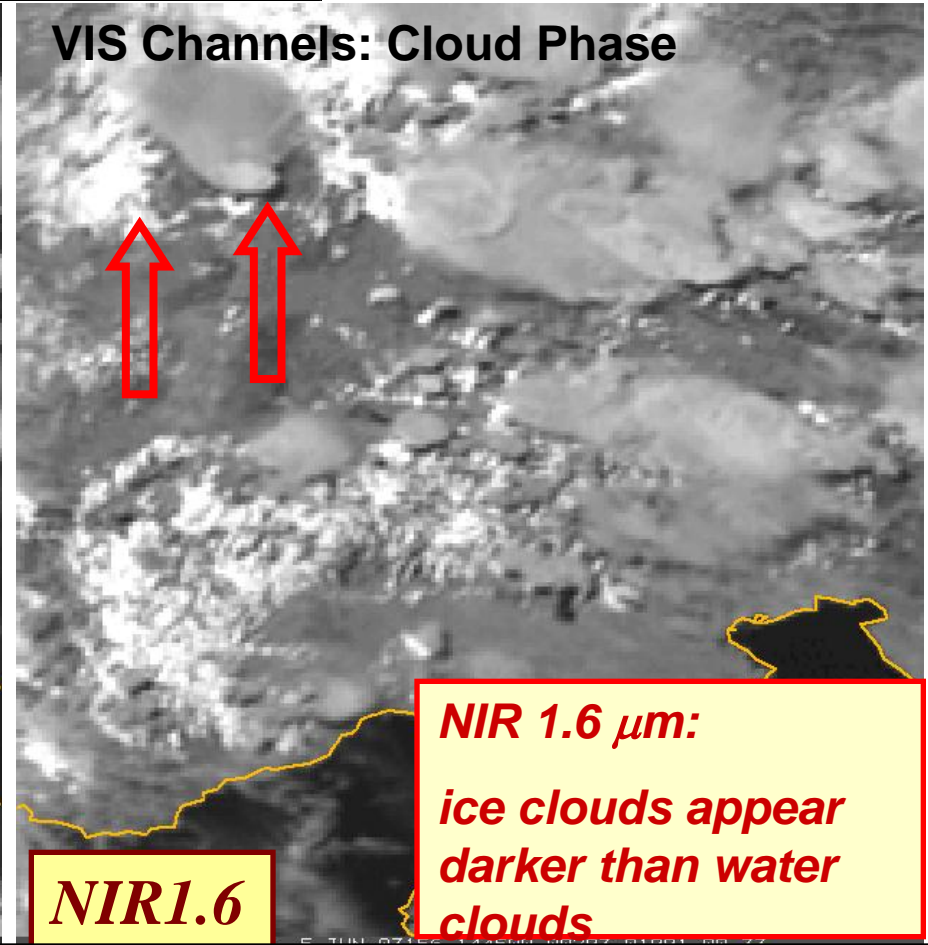 VIS Channels: Cloud Phase
NIR 1.6 μm:
ice clouds appear
darker than water
clouds
NIR1.6